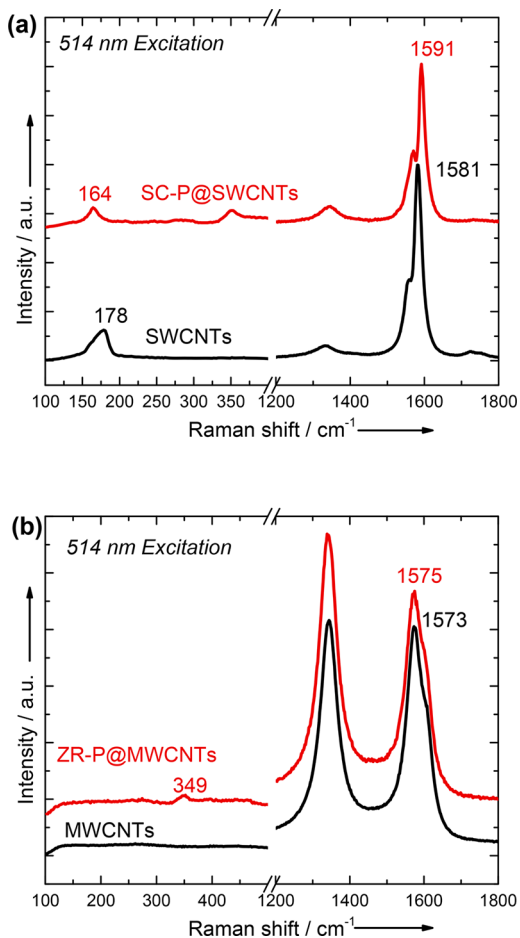 (a)
514 nm Excitation
1591
1581
164
SC-P@SWCNTs
178
SWCNTs
Intensity / a.u.
100 150 200 250 300 350 1200 1400 1600 1800
Raman shift / cm⁻¹
(b)
514 nm Excitation
1575
1573
ZR-P@MWCNTs
349
MWCNTs
Intensity / a.u.
100 200 300 400 1200 1400 1600 1800
Raman shift / cm⁻¹